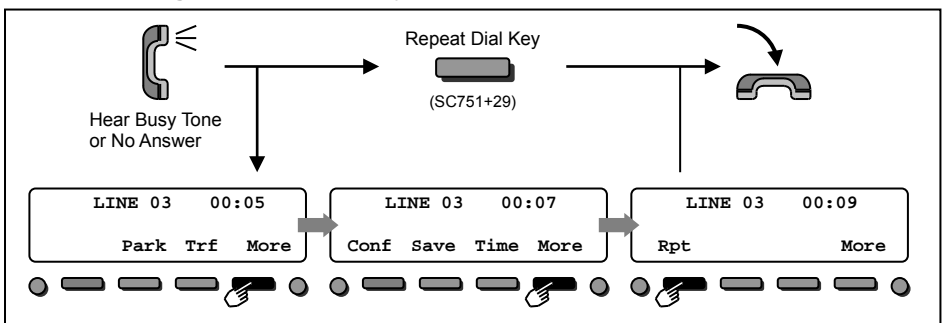 Repeat Dial Key
(SC751+29)
Hear Busy Tone
or No Answer
LINE 03 00:05
Park Trf More
LINE 03 00:07
Conf Save Time More
LINE 03 00:09
Rpt More